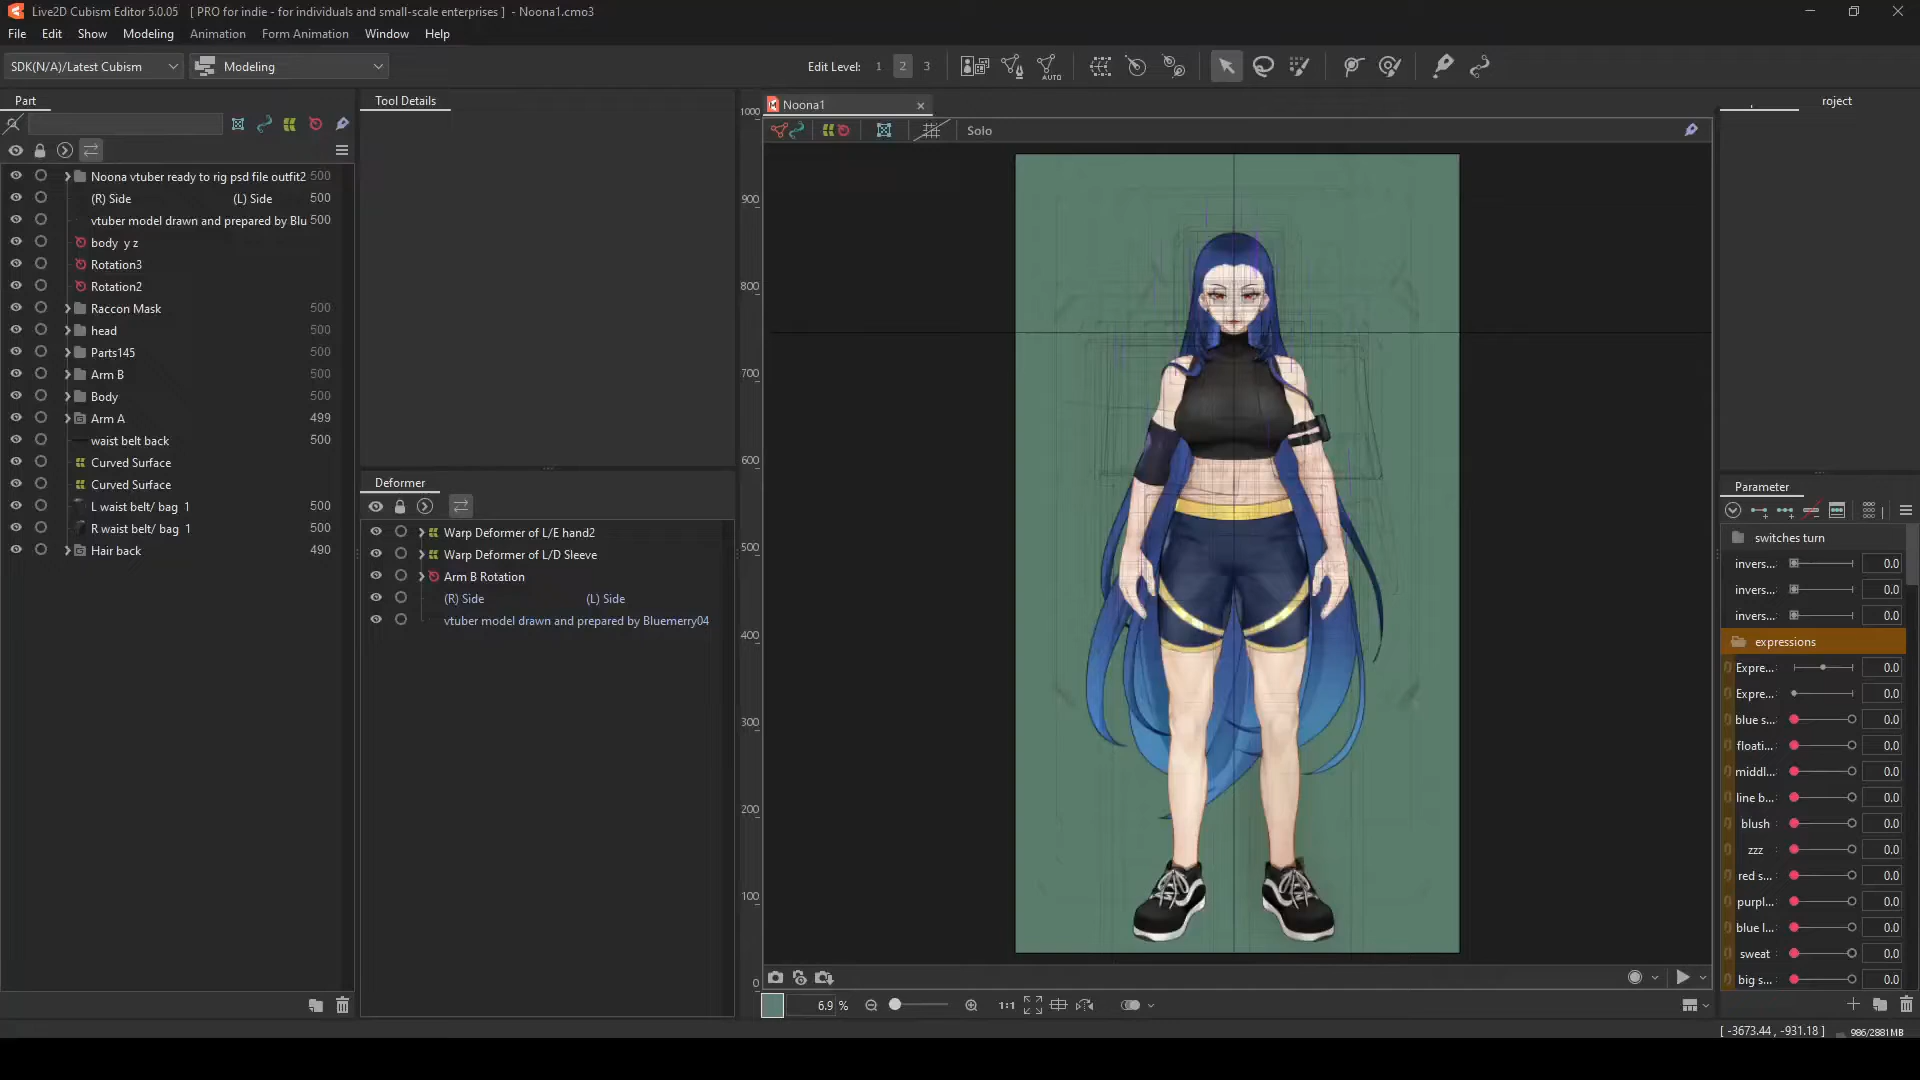 Live2D Cubism Editor 5.0.05 [ PRO for indie - for individuals and small-scale enterprises ] - Noona1.cmo3
File Edit Show Modeling Animation Form Animation Window Help
SDK(N/A)/Latest Cubism Modeling Edit Level: 1 2 3 AUTO
Part
Noona vtuber ready to rig psd file outfit2 500
(R) Side (L) Side 500
vtuber model drawn and prepared by Blu 500
body y z
Rotation3
Rotation2
Raccon Mask 500
head 500
Parts145 500
Arm B 500
Body 500
Arm A 499
waist belt back 500
Curved Surface
Curved Surface
L waist belt/ bag 1 500
R waist belt/ bag 1 500
Hair back 490
Tool Details
Deformer
Warp Deformer of L/E hand2
Warp Deformer of L/D Sleeve
Arm B Rotation
(R) Side (L) Side
vtuber model drawn and prepared by Bluemerry04
Noona1
Solo
1000
900
800
700
600
500
400
300
200
100
0
6.9 % 1:1
roject
Parameter
switches turn
invers... 0.0
invers... 0.0
invers... 0.0
expressions
Expre... 0.0
Expre... 0.0
blue s... 0.0
floati... 0.0
middl... 0.0
line b... 0.0
blush 0.0
zzz 0.0
red s... 0.0
purpl... 0.0
blue l... 0.0
sweat 0.0
big s... 0.0
[ -3673.44 , -931.18 ] 986/2881MB